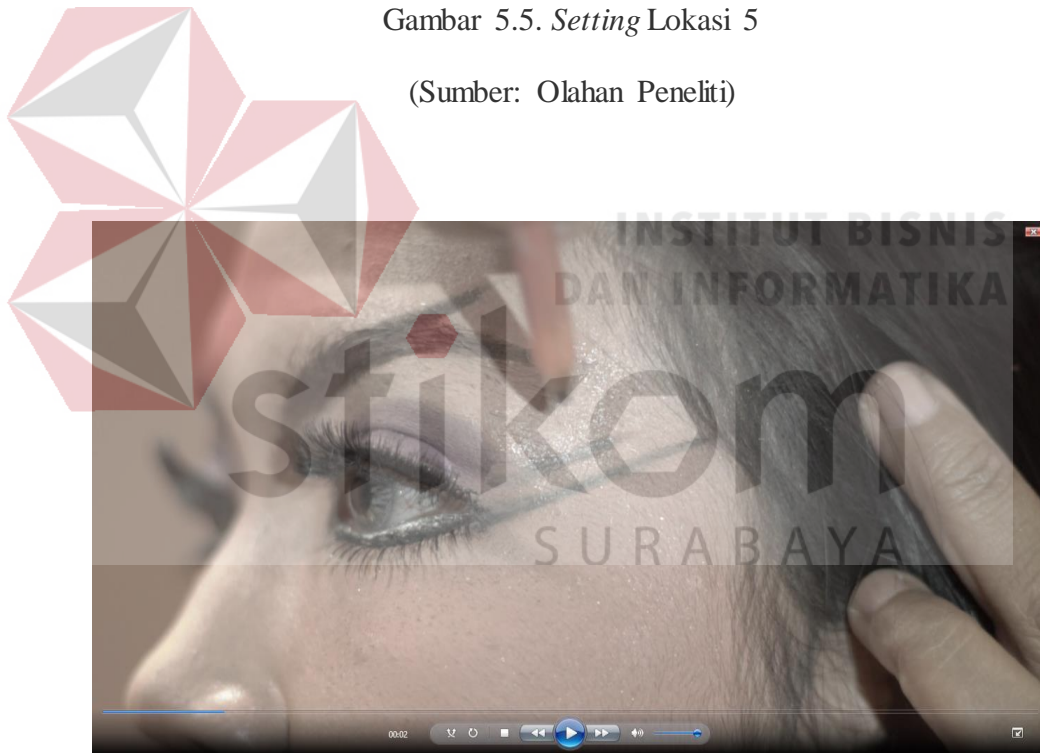 Gambar 5.5. Setting Lokasi 5
(Sumber: Olahan Peneliti)
INSTITUT BISNIS
DAN INFORMATIKA
stikom
SURABAYA
00:02